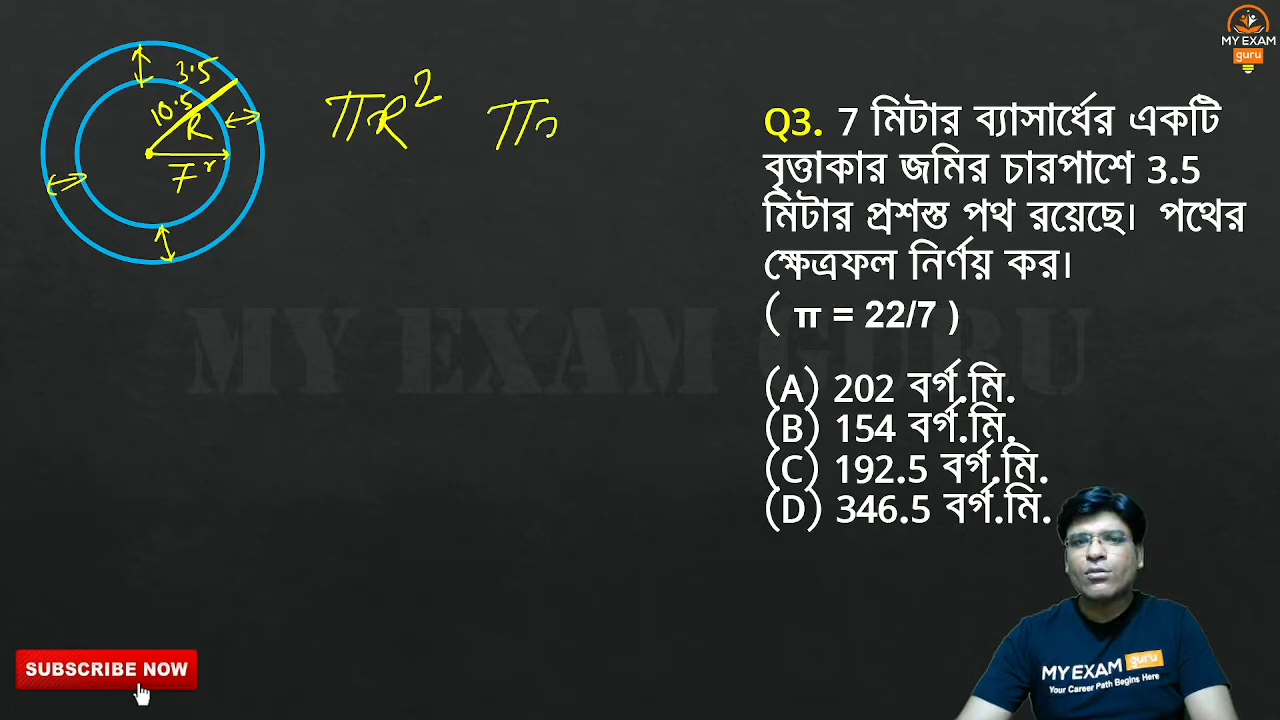 MY EXAM
guru
3.5
10.5
R
7 r
πR² πr
Q3. 7 মিটার ব্যাসার্ধের একটি
বৃত্তাকার জমির চারপাশে 3.5
মিটার প্রশস্ত পথ রয়েছে। পথের
ক্ষেত্রফল নির্ণয় কর।
( π = 22/7 )
(A) 202 বর্গ.মি.
(B) 154 বর্গ.মি.
(C) 192.5 বর্গ.মি.
(D) 346.5 বর্গ.মি.
MY EXAM GURU
MY EXAM guru
Your Career Path Begins Here
SUBSCRIBE NOW